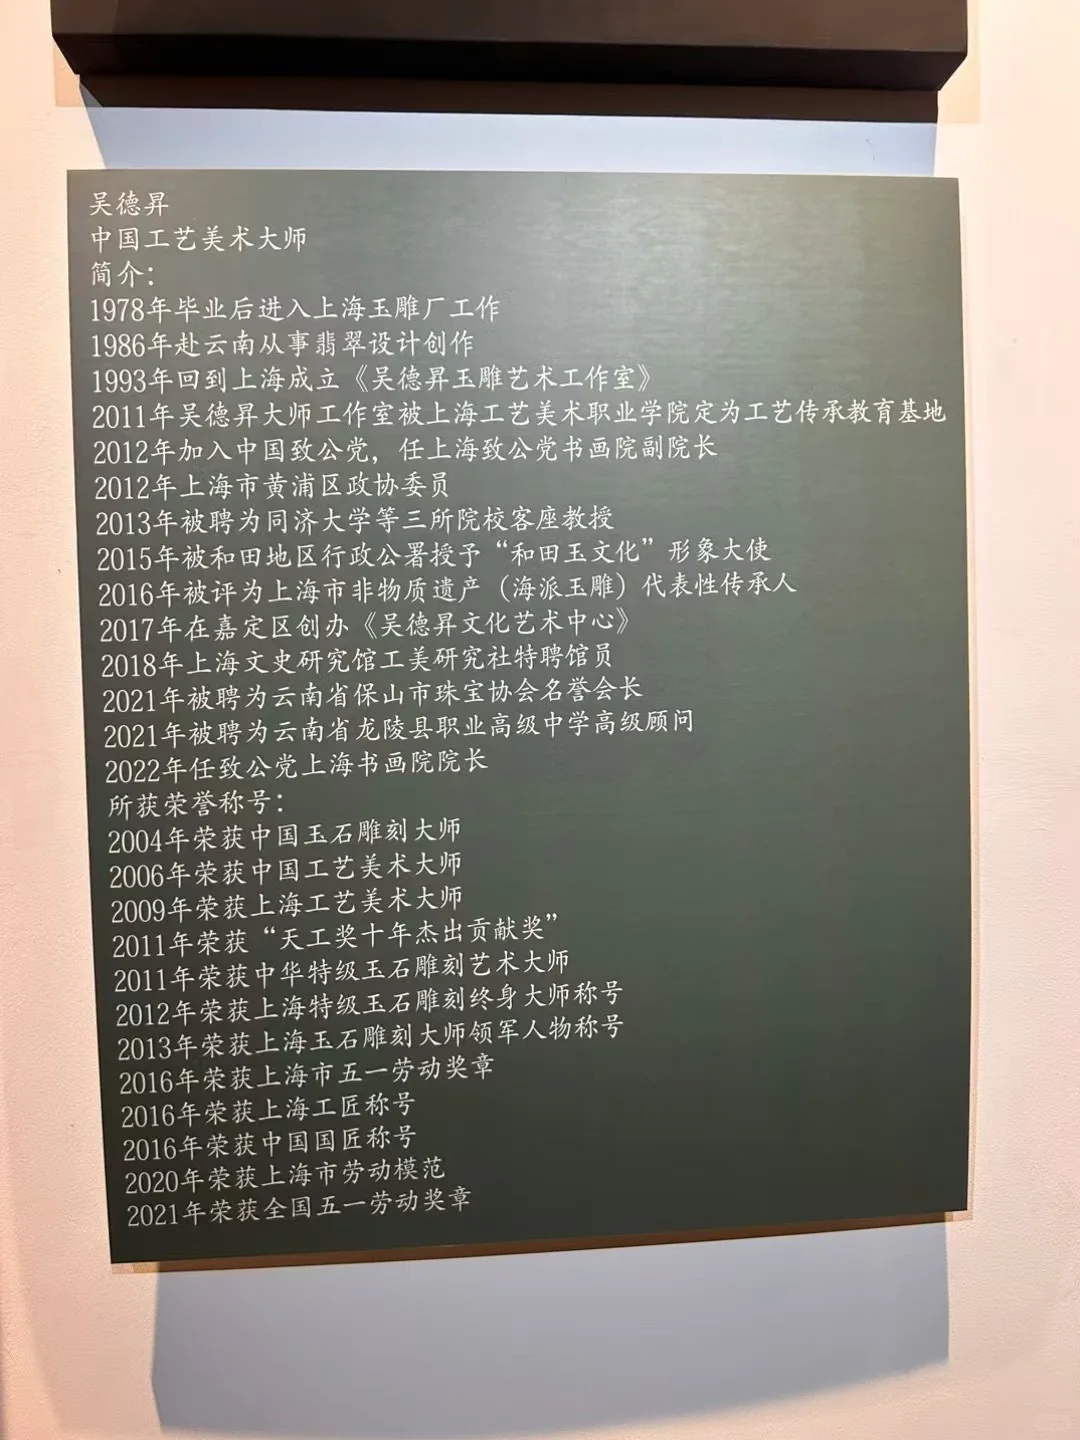 吴德昇
中国工艺美术大师
简介：
1978年毕业后进入上海玉雕厂工作
1986年赴云南从事翡翠设计创作
1993年回到上海成立《吴德昇玉雕艺术工作室》
2011年吴德昇大师工作室被上海工艺美术职业学院定为工艺传承教育基地
2012年加入中国致公党，任上海致公党书画院副院长
2012年上海市黄浦区政协委员
2013年被聘为同济大学等三所院校客座教授
2015年被和田地区行政公署授予“和田玉文化”形象大使
2016年被评为上海市非物质遗产（海派玉雕）代表性传承人
2017年在嘉定区创办《吴德昇文化艺术中心》
2018年上海文史研究馆工美研究社特聘馆员
2021年被聘为云南省保山市珠宝协会名誉会长
2021年被聘为云南省龙陵县职业高级中学高级顾问
2022年任致公党上海书画院院长
所获荣誉称号：
2004年荣获中国玉石雕刻大师
2006年荣获中国工艺美术大师
2009年荣获上海工艺美术大师
2011年荣获“天工奖十年杰出贡献奖”
2011年荣获中华特级玉石雕刻艺术大师
2012年荣获上海特级玉石雕刻终身大师称号
2013年荣获上海玉石雕刻大师领军人物称号
2016年荣获上海市五一劳动奖章
2016年荣获上海工匠称号
2016年荣获中国国匠称号
2020年荣获上海市劳动模范
2021年荣获全国五一劳动奖章